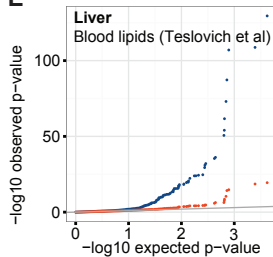 E
Liver
Blood lipids (Teslovich et al)
−log10 observed p-value
100
50
0
0 1 2 3
−log10 expected p-value